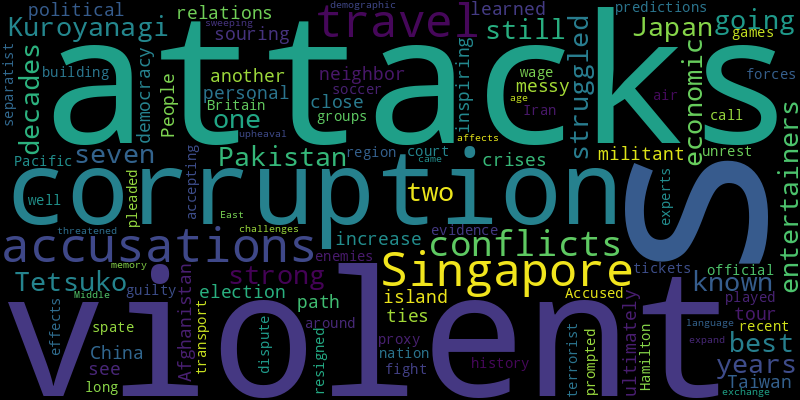 political
relations
sweeping
demographic
travel
learned
predictions
going
Kuroyanagi
souring
still
Japan
games
separatist
decades
building
democracy
People
another
personal
Britain
neighbor
soccer
inspiring
wage
messy
struggled
economic
air
forces
attacks
one
close
groups
Iran
age
call
unrest
upheaval
affects
Pacific
seven
accepting
Pakistan
region
court
came
crises
militant
entertainers
well
pleaded
corruption
two
experts
S
East
challenges
evidence
threatened
accusations
increase
conflicts
memory
enemies
Tetsuko
Middle
guilty
Afghanistan
strong
Singapore
tickets
official
known
effects
spate
transport
election
path
island
Accused
played
tour
ties
violent
dispute
around
resigned
proxy
nation
language
recent
China
see
long
fight
history
terrorist
prompted
ultimately
Hamilton
expand
best
years
Taiwan
exchange